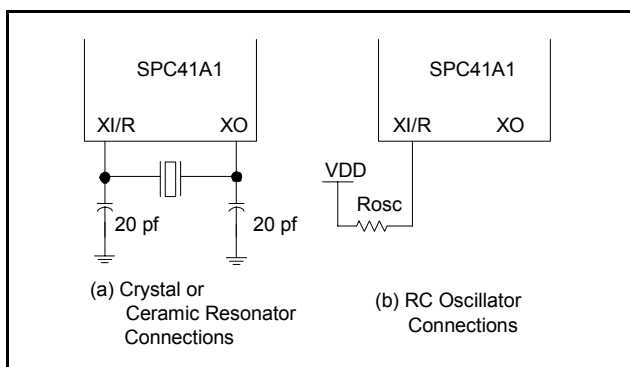 SPC41A1
XI/R XO
20 pf 20 pf
(a) Crystal or
Ceramic Resonator
Connections
SPC41A1
XI/R XO
VDD
Rosc
(b) RC Oscillator
Connections